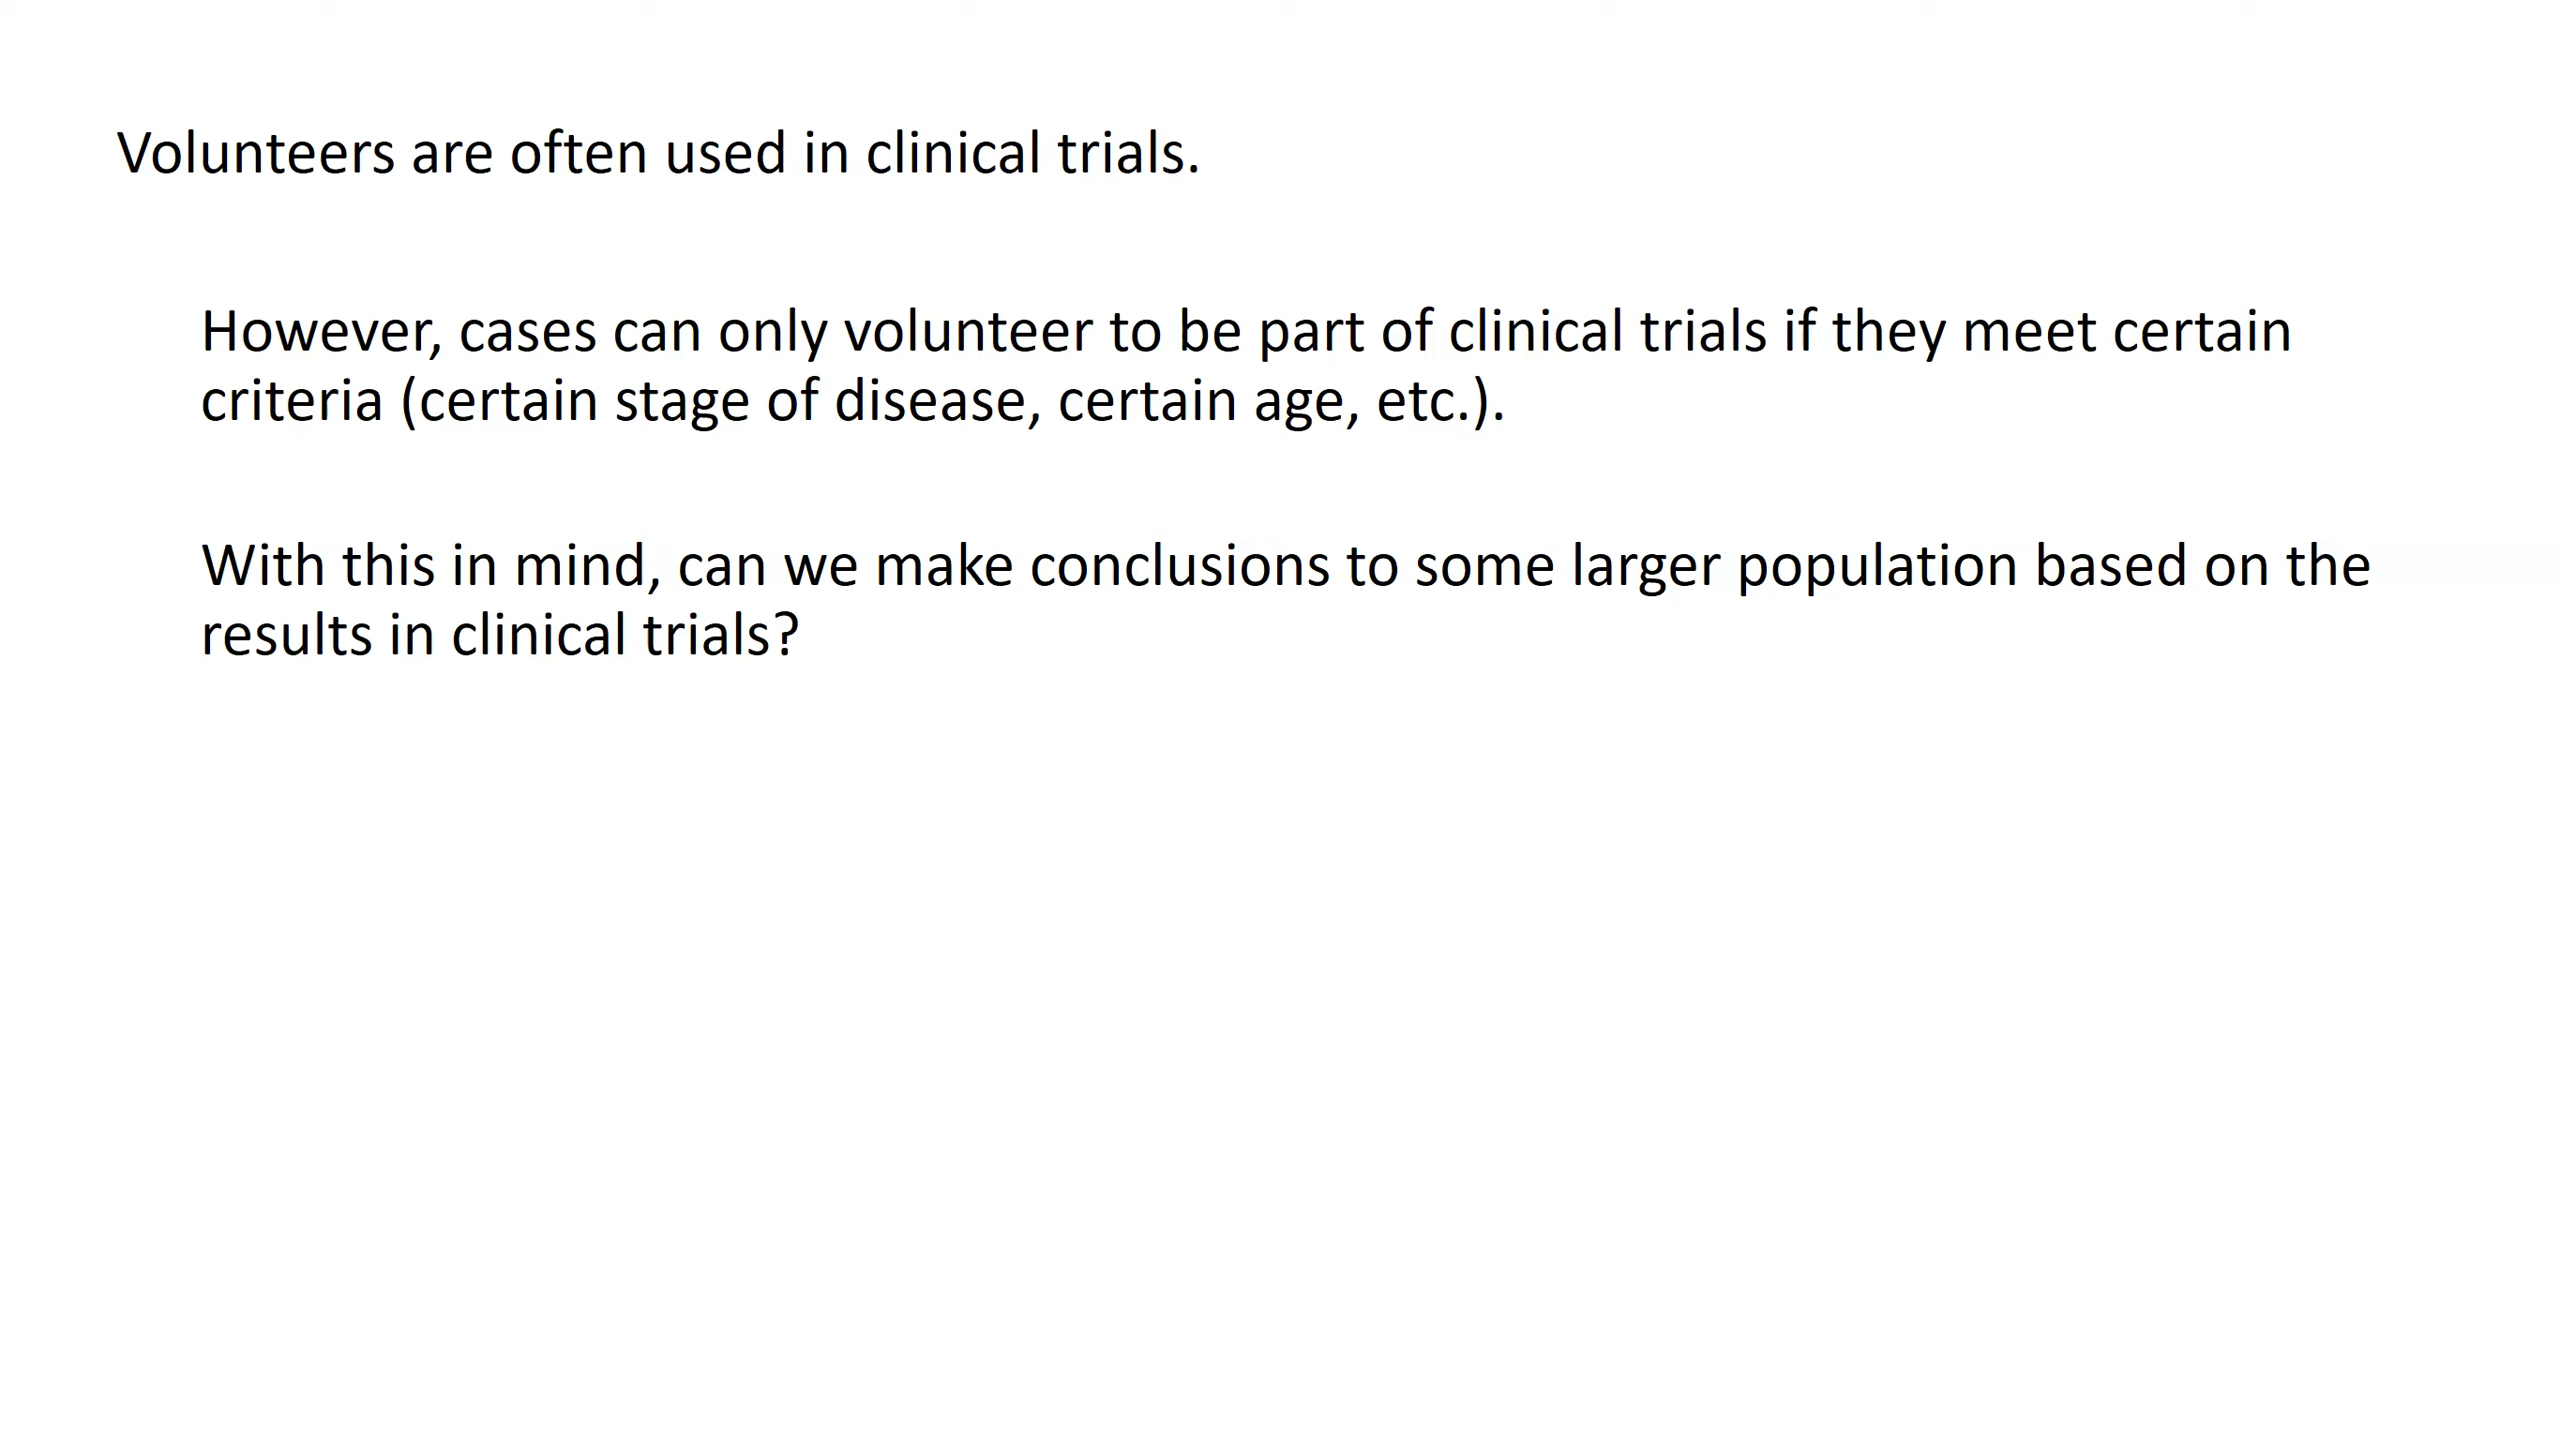 Volunteers are often used in clinical trials.
However, cases can only volunteer to be part of clinical trials if they meet certain
criteria (certain stage of disease, certain age, etc.).
With this in mind, can we make conclusions to some larger population based on the
results in clinical trials?